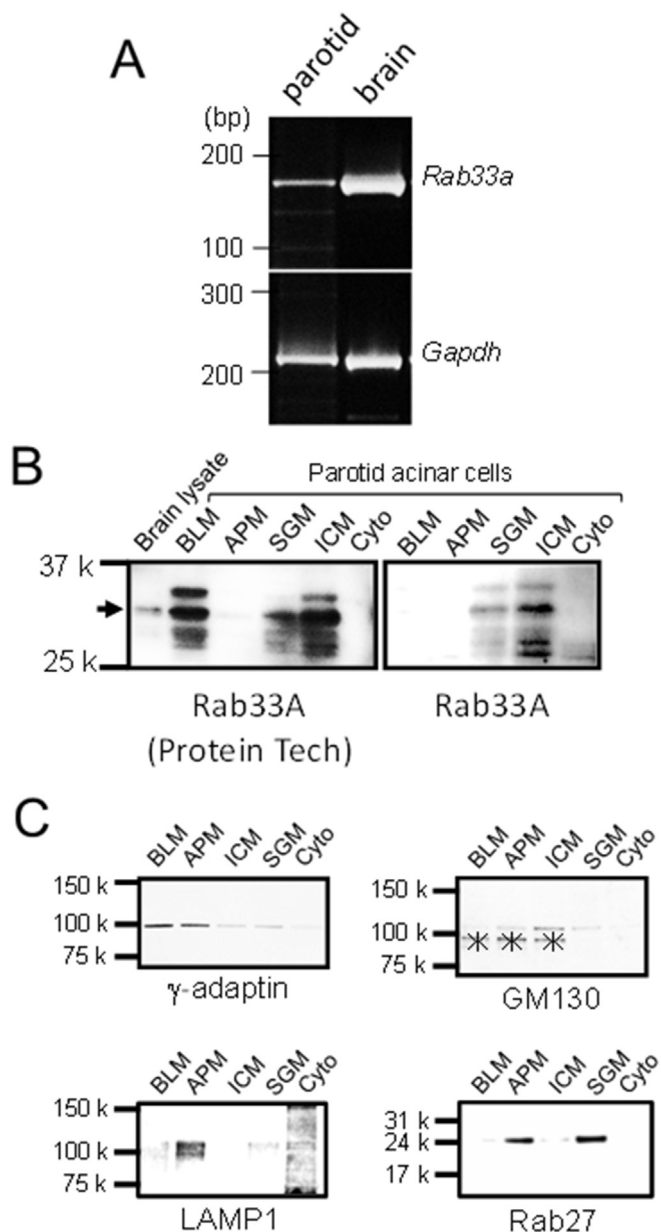 A
parotid brain
(bp)
200
Rab33a
100
300
Gapdh
200
B
Brain lysate
Parotid acinar cells
BLM APM SGM ICM Cyto BLM APM SGM ICM Cyto
37 k
25 k
Rab33A Rab33A
(Protein Tech)
C
BLM APM ICM SGM Cyto
150 k
100 k
75 k
γ-adaptin
BLM APM ICM SGM Cyto
150 k
100 k
75 k
GM130
BLM APM ICM SGM Cyto
150 k
100 k
75 k
LAMP1
BLM APM ICM SGM Cyto
31 k
24 k
17 k
Rab27